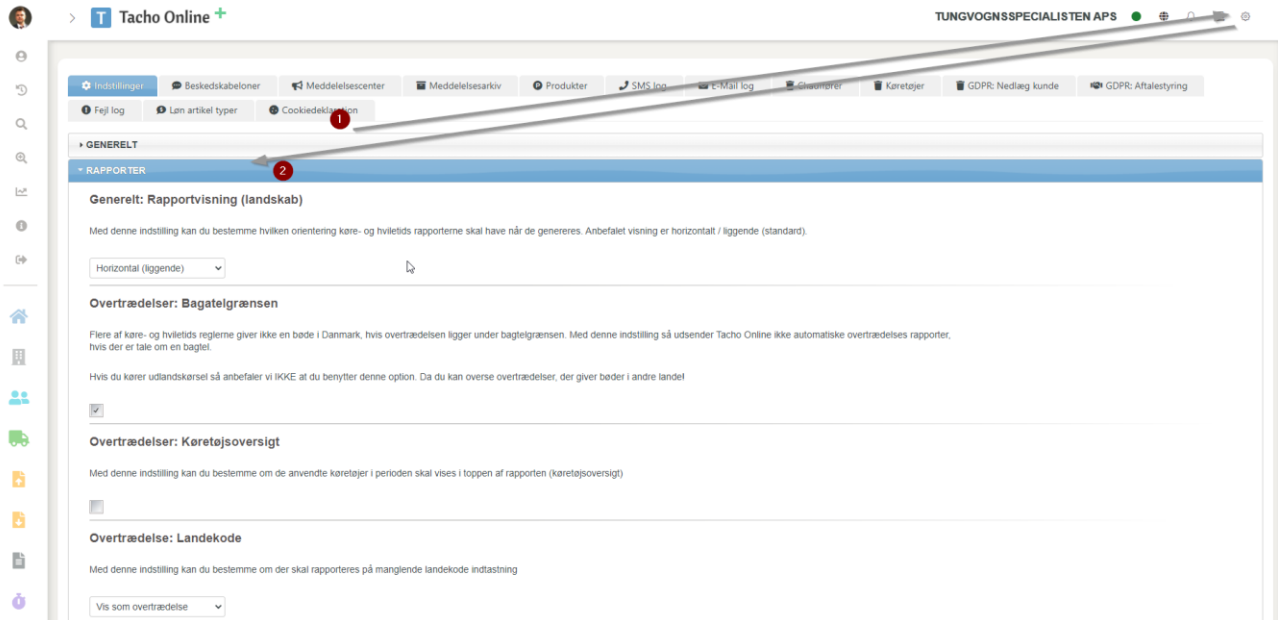 Tacho Online +
TUNGVOGNSSPECIALISTEN APS
Indstillinger
Beskedskabeloner
Meddelelsescenter
Meddelelsesarkiv
Produkter
SMS log
E-Mail log
Chauffører
Køretøjer
GDPR: Nedlæg kunde
GDPR: Aftalestyring
Fejl log
Løn artikel typer
Cookiedeklaration
1
GENERELT
RAPPORTER
2
Generelt: Rapportvisning (landskab)
Med denne indstilling kan du bestemme hvilken orientering køre- og hviletids rapporterne skal have når de genereres. Anbefalet visning er horizontalt / liggende (standard).
Horizontal (liggende)
Overtrædelser: Bagatelgrænsen
Flere af køre- og hviletids reglerne giver ikke en bøde i Danmark, hvis overtrædelsen ligger under bagtelgrænsen. Med denne indstilling så udsender Tacho Online ikke automatiske overtrædelses rapporter,
hvis der er tale om en bagtel.
Hvis du kører udlandskørsel så anbefaler vi IKKE at du benytter denne option. Da du kan overse overtrædelser, der giver bøder i andre lande!
Overtrædelser: Køretøjsoversigt
Med denne indstilling kan du bestemme om de anvendte køretøjer i perioden skal vises i toppen af rapporten (køretøjsoversigt)
Overtrædelse: Landekode
Med denne indstilling kan du bestemme om der skal rapporteres på manglende landekode indtastning
Vis som overtrædelse